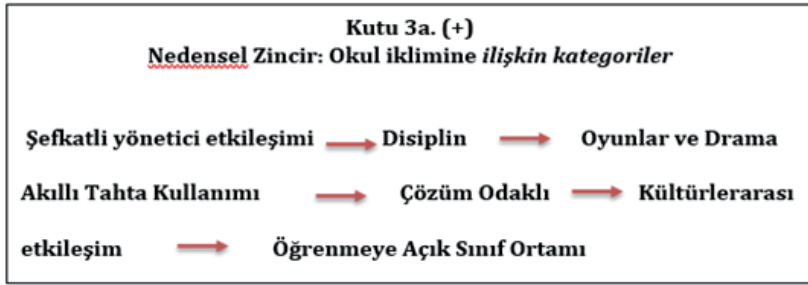 Kutu 3a. (+)
Nedensel Zincir: Okul iklimine ilişkin kategoriler
Şefkatli yönetici etkileşimi Disiplin Oyunlar ve Drama
Akıllı Tahta Kullanımı Çözüm Odaklı Kültürlerarası
etkileşim Öğrenmeye Açık Sınıf Ortamı